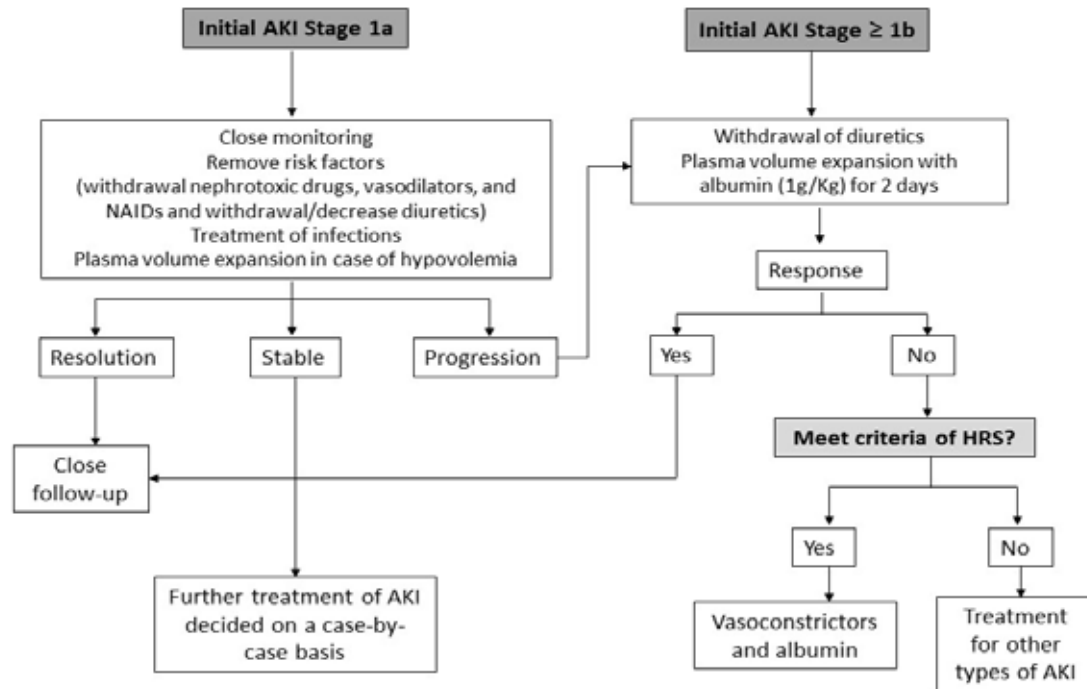 Initial AKI Stage 1a
Initial AKI Stage ≥ 1b
Close monitoring
Remove risk factors
(withdrawal nephrotoxic drugs, vasodilators, and
NAIDs and withdrawal/decrease diuretics)
Treatment of infections
Plasma volume expansion in case of hypovolemia
Withdrawal of diuretics
Plasma volume expansion with
albumin (1g/Kg) for 2 days
Response
Resolution
Stable
Progression
Yes
No
Meet criteria of HRS?
Close
follow-up
Yes
No
Further treatment of AKI
decided on a case-by-
case basis
Vasoconstrictors
and albumin
Treatment
for other
types of AKI